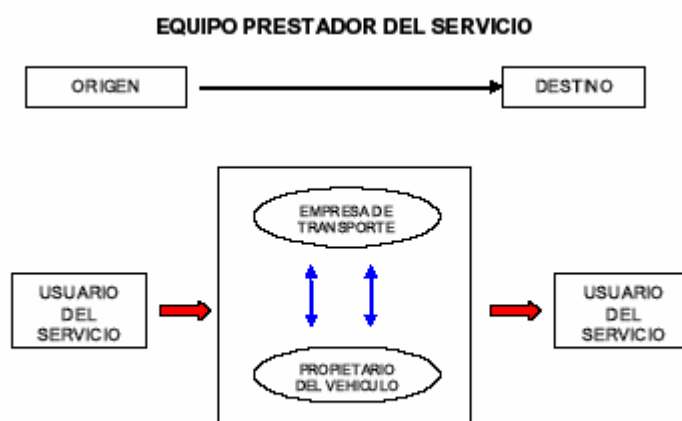 EQUIPO PRESTADOR DEL SERVICIO
ORIGEN
DESTINO
EMPRESA DE
TRANSPORTE
USUARIO
DEL
SERVICIO
USUARIO
DEL
SERVICIO
PROPIETARIO
DEL VEHICULO